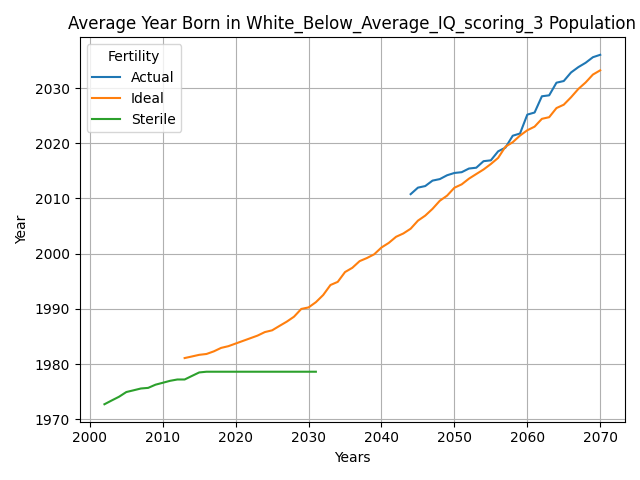 Average Year Born in White_Below_Average_IQ_scoring_3 Population
Fertility
Actual
Ideal
Sterile
Year
2030
2020
2010
2000
1990
1980
1970
2000 2010 2020 2030 2040 2050 2060 2070
Years